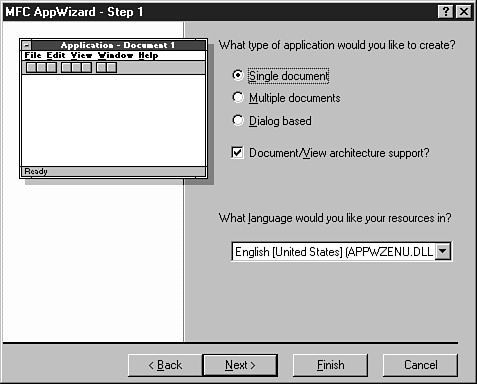 MFC AppWizard - Step 1
Application - Document 1
File Edit View Window Help
Ready
What type of application would you like to create?
Single document
Multiple documents
Dialog based
Document/View architecture support?
What language would you like your resources in?
English [United States] (APPWZENU.DLL
< Back
Next >
Finish
Cancel